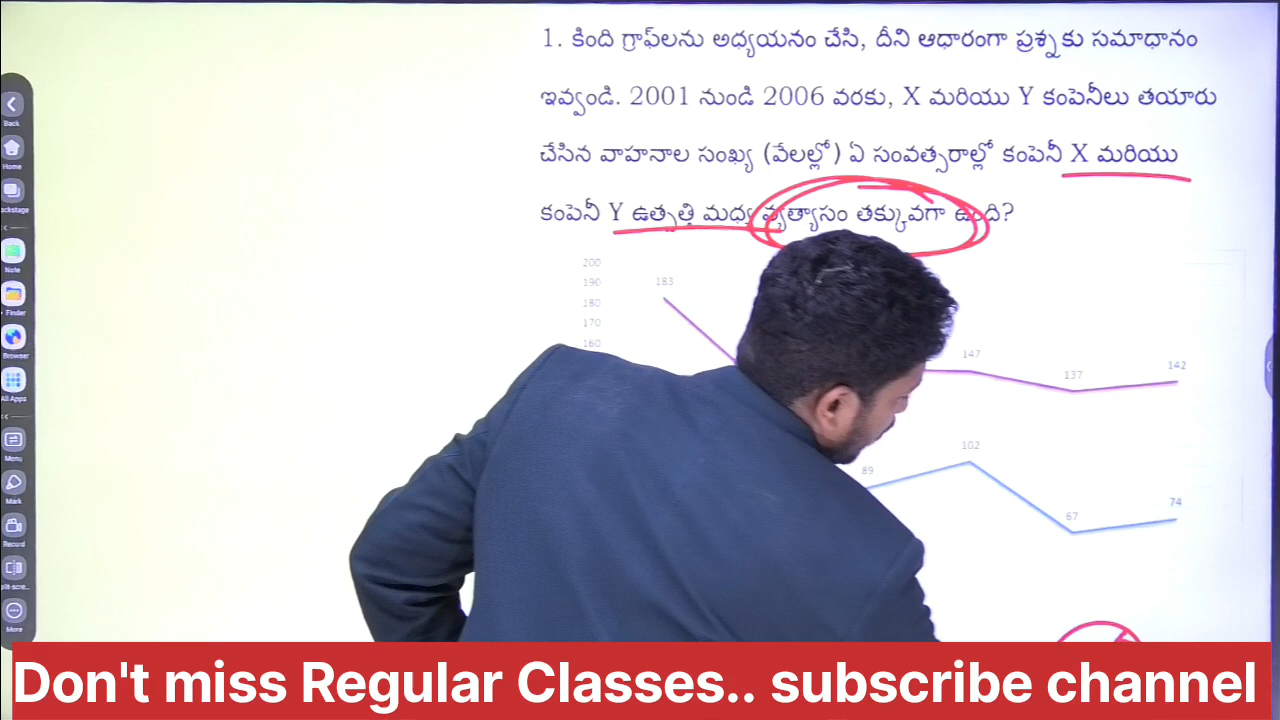 1. కింది గ్రాఫ్‌లను అధ్యయనం చేసి, దీని ఆధారంగా ప్రశ్నకు సమాధానం
ఇవ్వండి. 2001 నుండి 2006 వరకు, X మరియు Y కంపెనీలు తయారు
చేసిన వాహనాల సంఖ్య (వేలల్లో) ఏ సంవత్సరాల్లో కంపెనీ X మరియు
కంపెనీ Y ఉత్పత్తి మధ్య వ్యత్యాసం తక్కువగా ఉంది?
200
190
183
180
170
160
147
137
142
102
89
67
74
Back
Home
Note
Finder
Browser
All Apps
Menu
Mark
Record
More
Don't miss Regular Classes.. subscribe channel